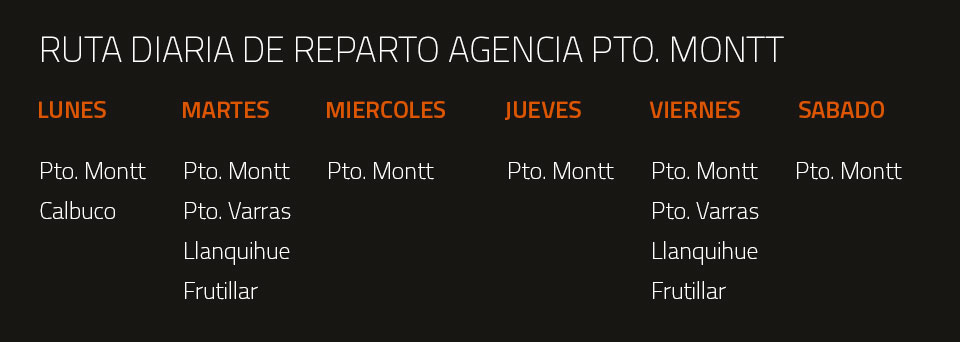 RUTA DIARIA DE REPARTO AGENCIA PTO. MONTT
LUNES MARTES MIERCOLES JUEVES VIERNES SABADO
Pto. Montt Pto. Montt Pto. Montt Pto. Montt Pto. Montt Pto. Montt
Calbuco Pto. Varras Pto. Varras
Llanquihue Llanquihue
Frutillar Frutillar